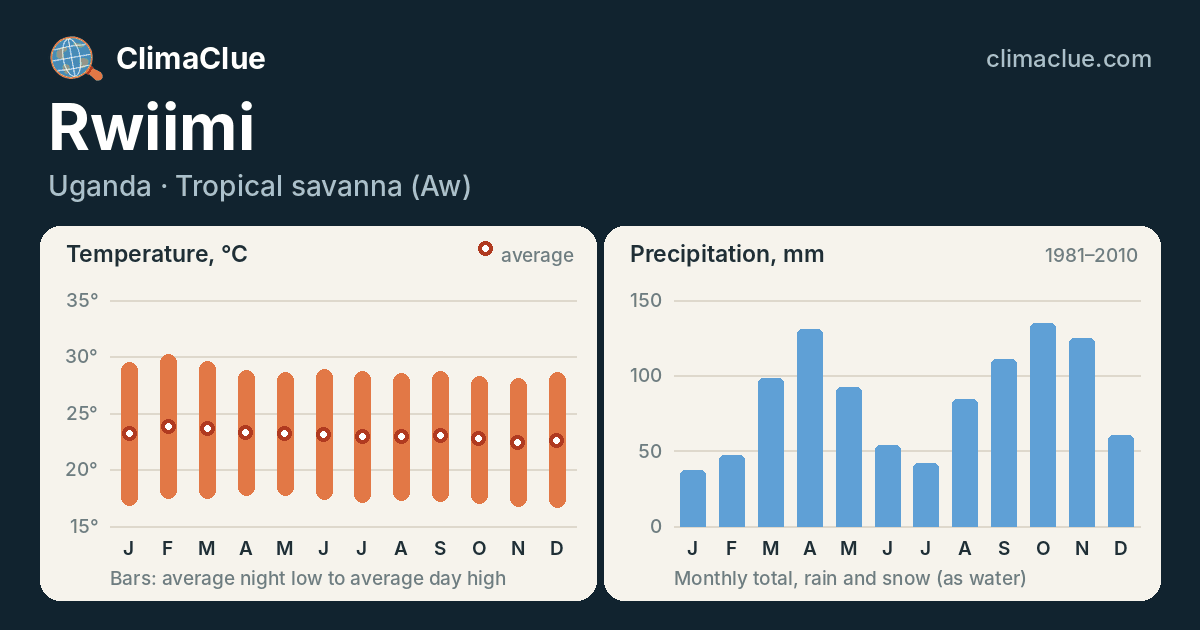 ClimaClue
climaclue.com
Rwiimi
Uganda · Tropical savanna (Aw)
Temperature, °C
average
35°
30°
25°
20°
15°
J F M A M J J A S O N D
Bars: average night low to average day high
Precipitation, mm
1981–2010
150
100
50
0
J F M A M J J A S O N D
Monthly total, rain and snow (as water)